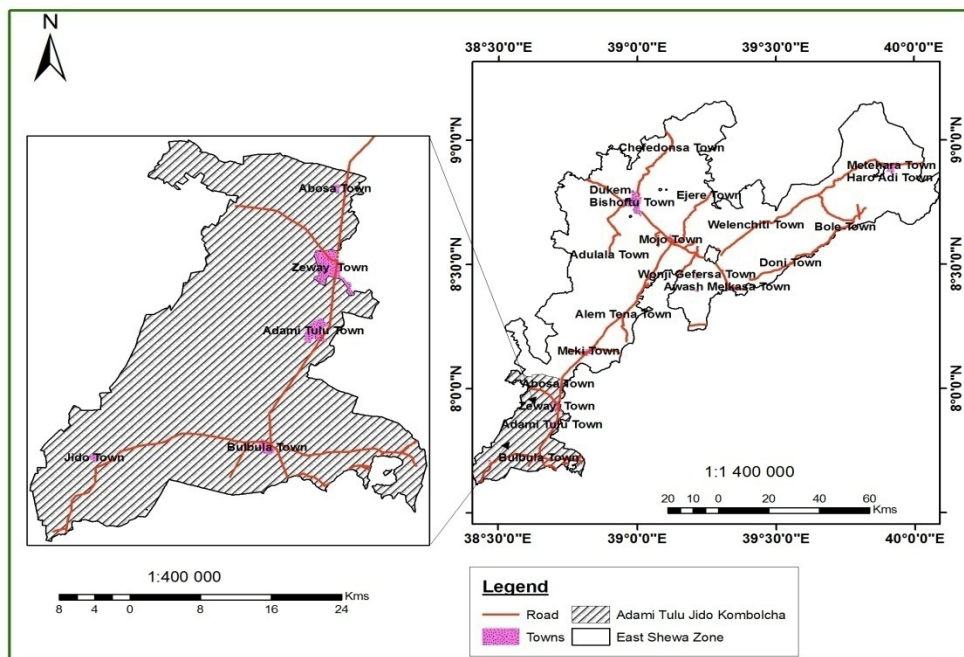 N
38°30'0"E 39°0'0"E 39°30'0"E 40°0'0"E
9°0'0"N
8°30'0"N
8°0'0"N
9°0'0"N
8°30'0"N
8°0'0"N
Abosa Town
Zeway Town
Adami Tulu Town
Bulbula Town
Jido Town
Chefedonsa Town
Metehara Town
Haro Adi Town
Dukem
Bishoftu Town
Ejere Town
Welenchiti Town
Bole Town
Mojo Town
Adulala Town
Doni Town
Wonji Gefersa Town
Awash Melkasa Town
Alem Tena Town
Meki Town
Abosa Town
Zeway Town
Adami Tulu Town
Bulbula Town
1:1 400 000
20 10 0 20 40 60
Kms
38°30'0"E 39°0'0"E 39°30'0"E 40°0'0"E
1:400 000
8 4 0 8 16 24
Kms
Legend
Road Adami Tulu Jido Kombolcha
Towns East Shewa Zone